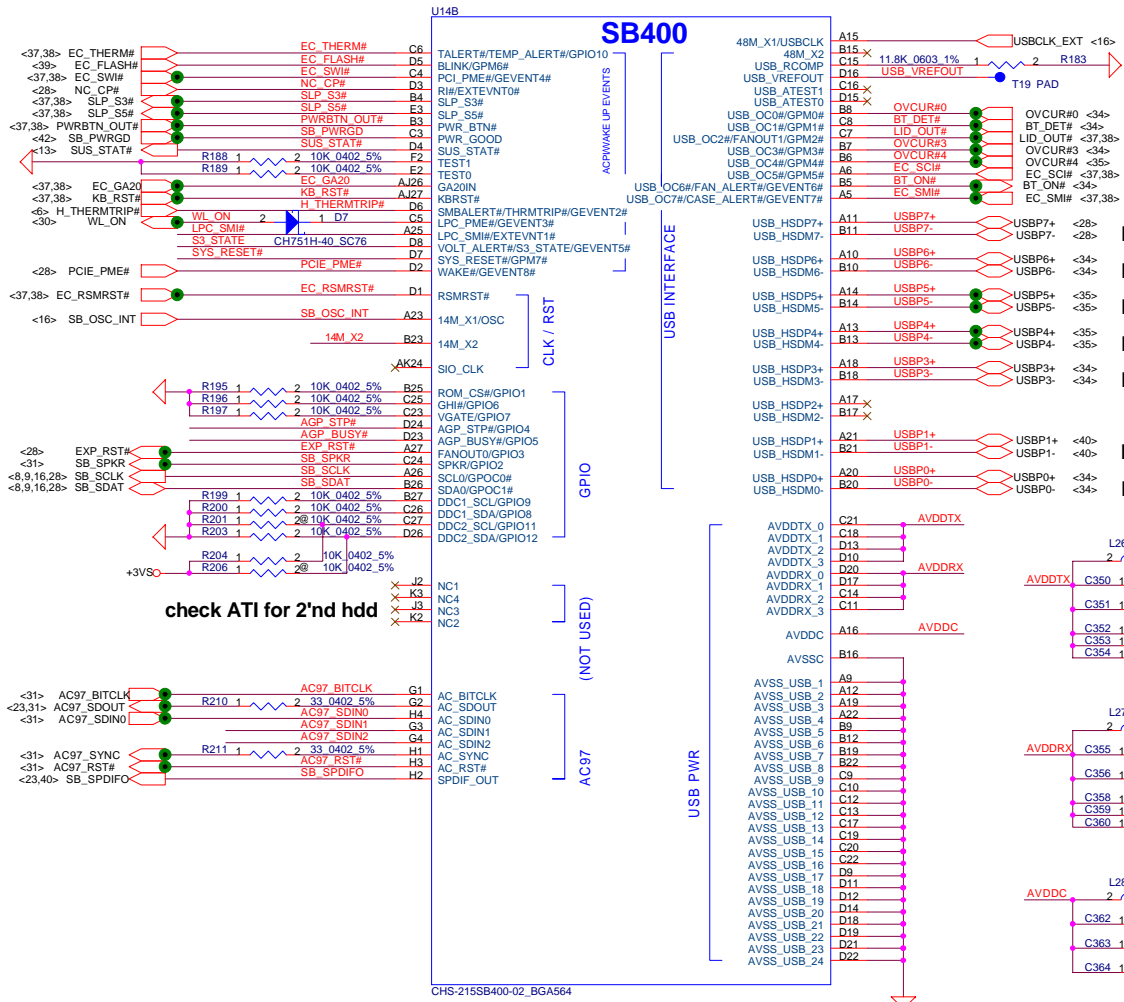 U14B
SB400
<37,38> EC_THERM# EC_THERM# C6 TALERT#/TEMP_ALERT#/GPIO10
<39> EC_FLASH# EC_FLASH# D5 BLINK/GPM6#
<37,38> EC_SWI# EC_SWI# C4 PCI_PME#/GEVENT4#
<28> NC_CP# NC_CP# D3 RI#/EXTEVNT0#
<37,38> SLP_S3# SLP_S3# B4 SLP_S3#
<37,38> SLP_S5# SLP_S5# E3 SLP_S5#
<37,38> PWRBTN_OUT# PWRBTN_OUT# B3 PWR_BTN#
<42> SB_PWRGD SB_PWRGD C3 PWR_GOOD
<13> SUS_STAT# SUS_STAT# D4 SUS_STAT#
R188 1 2 10K_0402_5% F2 TEST1
R189 1 2 10K_0402_5% E2 TEST0
<37,38> EC_GA20 EC_GA20 AJ26 GA20IN
<37,38> KB_RST# KB_RST# AJ27 KBRST#
<6> H_THERMTRIP# H_THERMTRIP# D6 SMBALERT#/THRMTRIP#/GEVENT2#
<30> WL_ON WL_ON 2 1 D7 C5 LPC_PME#/GEVENT3#
LPC_SMI# A25 LPC_SMI#/EXTEVNT1#
S3_STATE CH751H-40_SC76 D8 VOLT_ALERT#/S3_STATE/GEVENT5#
SYS_RESET# D7 SYS_RESET#/GPM7#
<28> PCIE_PME# PCIE_PME# D2 WAKE#/GEVENT8#
<37,38> EC_RSMRST# EC_RSMRST# D1 RSMRST#
<16> SB_OSC_INT SB_OSC_INT A23 14M_X1/OSC
14M_X2 B23 14M_X2
AK24 SIO_CLK
R195 1 2 10K_0402_5% B25 ROM_CS#/GPIO1
R196 1 2 10K_0402_5% C25 GHI#/GPIO6
R197 1 2 10K_0402_5% C23 VGATE/GPIO7
AGP_STP# D24 AGP_STP#/GPIO4
AGP_BUSY# D23 AGP_BUSY#/GPIO5
<28> EXP_RST# EXP_RST# A27 FANOUT0/GPIO3
<31> SB_SPKR SB_SPKR C24 SPKR/GPIO2
<8,9,16,28> SB_SCLK SB_SCLK A26 SCL0/GPOC0#
<8,9,16,28> SB_SDAT SB_SDAT B26 SDA0/GPOC1#
R199 1 2 10K_0402_5% B27 DDC1_SCL/GPIO9
R200 1 2 10K_0402_5% C26 DDC1_SDA/GPIO8
R201 1 2@ 10K_0402_5% C27 DDC2_SCL/GPIO11
R203 1 2 10K_0402_5% D26 DDC2_SDA/GPIO12
R204 1 2 10K_0402_5%
+3VS R206 1 2@ 10K_0402_5%
J2 NC1
K3 NC4
J3 NC3
K2 NC2
check ATI for 2'nd hdd
<31> AC97_BITCLK AC97_BITCLK G1 AC_BITCLK
<23,31> AC97_SDOUT R210 1 2 33_0402_5% G2 AC_SDOUT
<31> AC97_SDIN0 AC97_SDIN0 H4 AC_SDIN0
AC97_SDIN1 G3 AC_SDIN1
AC97_SDIN2 G4 AC_SDIN2
<31> AC97_SYNC R211 1 2 33_0402_5% H1 AC_SYNC
<31> AC97_RST# AC97_RST# H3 AC_RST#
<23,40> SB_SPDIFO SB_SPDIFO H2 SPDIF_OUT
ACPI/WAKE UP EVENTS
CLK / RST
GPIO
(NOT USED)
AC97
USB INTERFACE
USB PWR
48M_X1/USBCLK A15 USBCLK_EXT <16>
48M_X2 B15
USB_RCOMP C15 11.8K_0603_1% 1 2 R183
USB_VREFOUT D16 USB_VREFOUT T19 PAD
USB_ATEST1 C16
USB_ATEST0 D15
USB_OC0#/GPM0# B8 OVCUR#0 OVCUR#0 <34>
USB_OC1#/GPM1# C8 BT_DET# BT_DET# <34>
USB_OC2#/FANOUT1/GPM2# C7 LID_OUT# LID_OUT# <37,38>
USB_OC3#/GPM3# B7 OVCUR#3 OVCUR#3 <34>
USB_OC4#/GPM4# B6 OVCUR#4 OVCUR#4 <35>
USB_OC5#/GPM5# A6 EC_SCI# EC_SCI# <37,38>
USB_OC6#/FAN_ALERT#/GEVENT6# B5 BT_ON# BT_ON# <34>
USB_OC7#/CASE_ALERT#/GEVENT7# A5 EC_SMI# EC_SMI# <37,38>
USB_HSDP7+ A11 USBP7+ USBP7+ <28>
USB_HSDM7- B11 USBP7- USBP7- <28>
USB_HSDP6+ A10 USBP6+ USBP6+ <34>
USB_HSDM6- B10 USBP6- USBP6- <34>
USB_HSDP5+ A14 USBP5+ USBP5+ <35>
USB_HSDM5- B14 USBP5- USBP5- <35>
USB_HSDP4+ A13 USBP4+ USBP4+ <35>
USB_HSDM4- B13 USBP4- USBP4- <35>
USB_HSDP3+ A18 USBP3+ USBP3+ <34>
USB_HSDM3- B18 USBP3- USBP3- <34>
USB_HSDP2+ A17
USB_HSDM2- B17
USB_HSDP1+ A21 USBP1+ USBP1+ <40>
USB_HSDM1- B21 USBP1- USBP1- <40>
USB_HSDP0+ A20 USBP0+ USBP0+ <34>
USB_HSDM0- B20 USBP0- USBP0- <34>
AVDDTX_0 C21 AVDDTX
AVDDTX_1 C18
AVDDTX_2 D13
AVDDTX_3 D10
AVDDRX_0 D20 AVDDRX
AVDDRX_1 D17
AVDDRX_2 C14
AVDDRX_3 C11
AVDDC A16 AVDDC
AVSSC B16
AVSS_USB_1 A9
AVSS_USB_2 A12
AVSS_USB_3 A19
AVSS_USB_4 A22
AVSS_USB_5 B9
AVSS_USB_6 B12
AVSS_USB_7 B19
AVSS_USB_8 B22
AVSS_USB_9 C9
AVSS_USB_10 C10
AVSS_USB_11 C12
AVSS_USB_12 C13
AVSS_USB_13 C17
AVSS_USB_14 C19
AVSS_USB_15 C20
AVSS_USB_16 C22
AVSS_USB_17 D9
AVSS_USB_18 D11
AVSS_USB_19 D12
AVSS_USB_20 D14
AVSS_USB_21 D18
AVSS_USB_22 D19
AVSS_USB_23 D21
AVSS_USB_24 D22
L26
2
AVDDTX C350 1
C351 1
C352 1
C353 1
C354 1
L27
2
AVDDRX C355 1
C356 1
C358 1
C359 1
C360 1
L28
AVDDC 2
C362 1
C363 1
C364 1
CHS-215SB400-02_BGA564